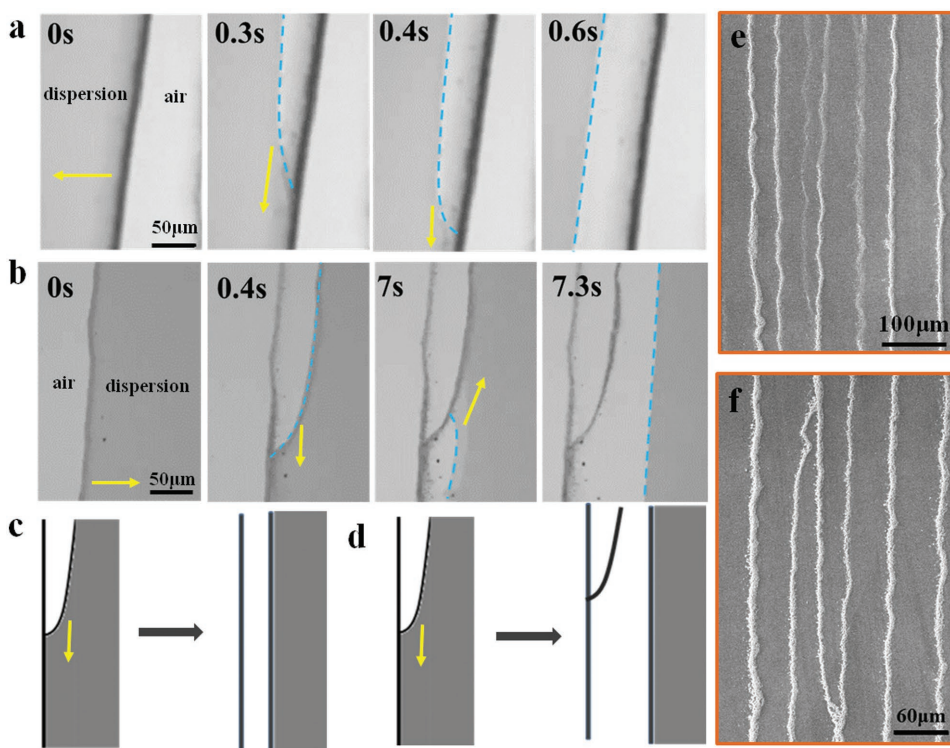 a
0s
0.3s
0.4s
0.6s
dispersion
air
50μm
b
0s
0.4s
7s
7.3s
air
dispersion
50μm
c
d
e
100μm
f
60μm